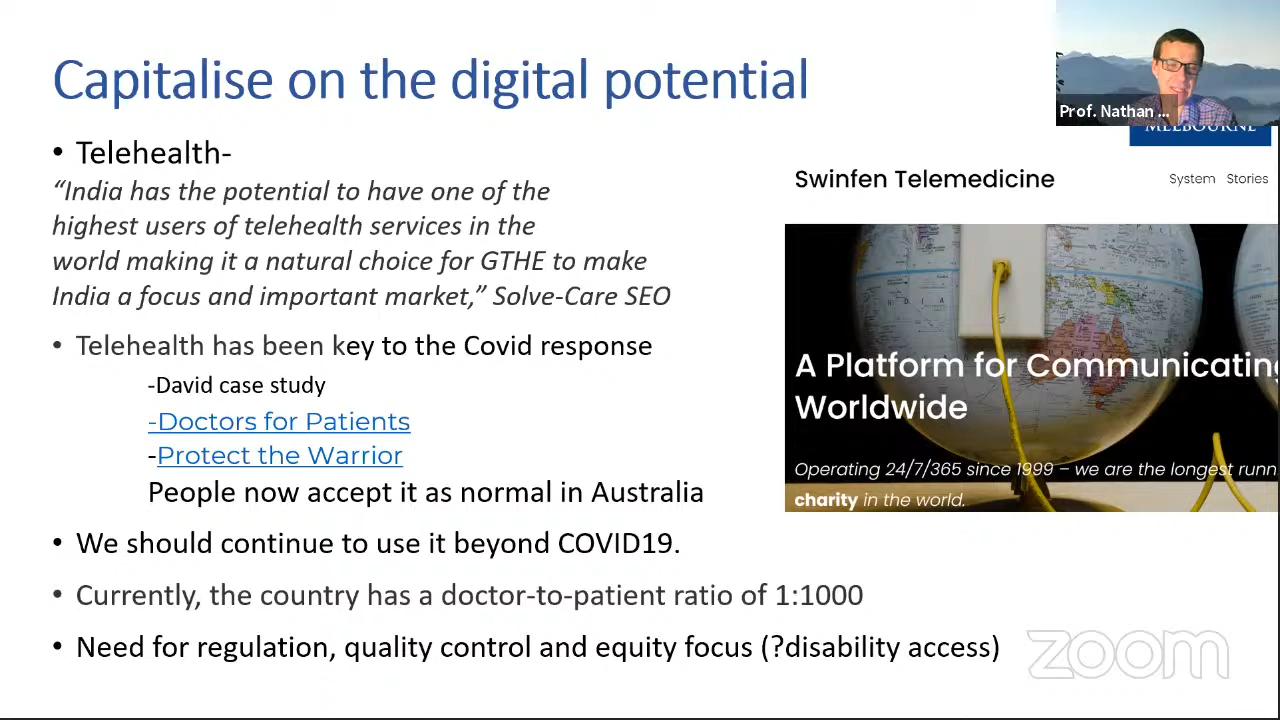 Capitalise on the digital potential
• Telehealth-
“India has the potential to have one of the
highest users of telehealth services in the
world making it a natural choice for GTHE to make
India a focus and important market,” Solve-Care SEO
• Telehealth has been key to the Covid response
-David case study
-Doctors for Patients
-Protect the Warrior
People now accept it as normal in Australia
• We should continue to use it beyond COVID19.
• Currently, the country has a doctor-to-patient ratio of 1:1000
• Need for regulation, quality control and equity focus (?disability access)
Prof. Nathan ...
MELBOURNE
Swinfen Telemedicine
System Stories
INDIA
A Platform for Communicating
Worldwide
Operating 24/7/365 since 1999 – we are the longest runn
charity in the world.
zoom